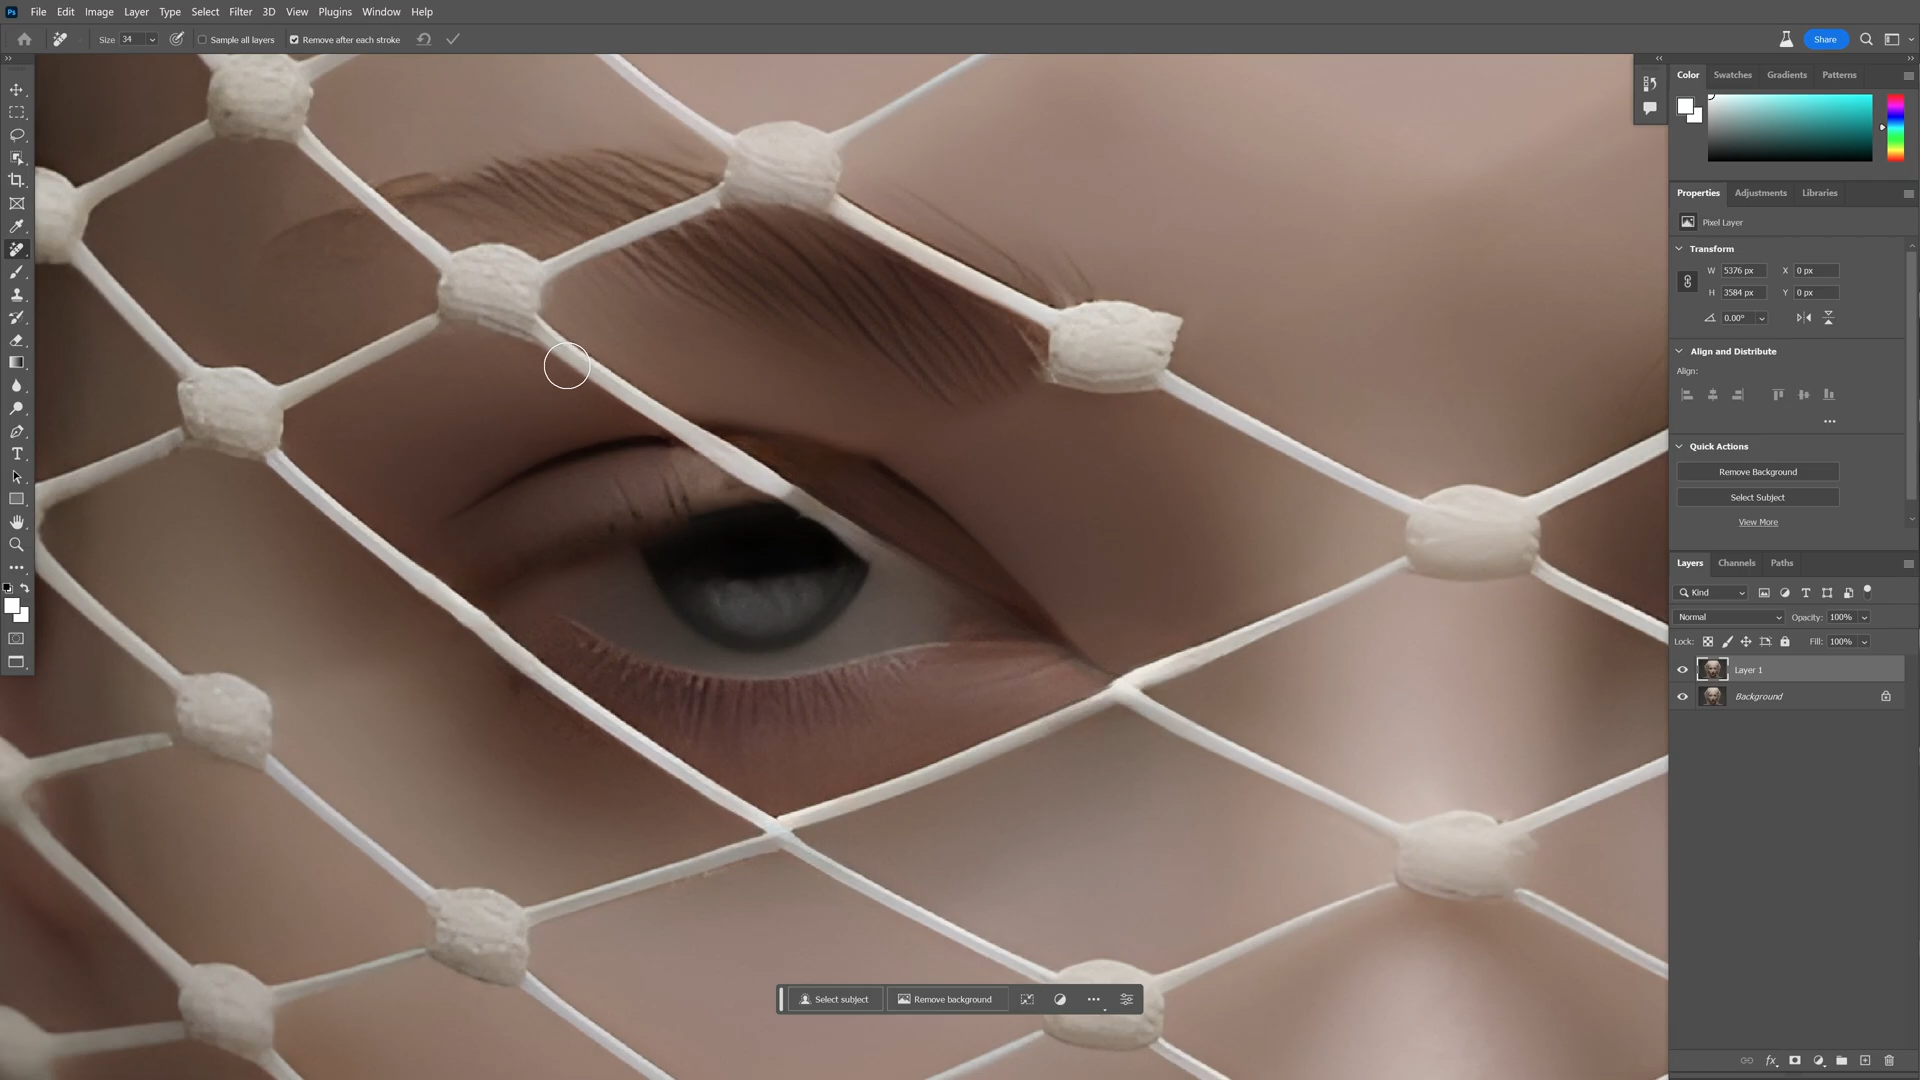 Ps File Edit Image Layer Type Select Filter 3D View Plugins Window Help
Size 34 Sample all layers Remove after each stroke Share
Color Swatches Gradients Patterns
Properties Adjustments Libraries
Pixel Layer
Transform
W 5376 px X 0 px
H 3584 px Y 0 px
0.00°
Align and Distribute
Align:
Quick Actions
Remove Background
Select Subject
View More
Layers Channels Paths
Kind
Normal Opacity: 100%
Lock: Fill: 100%
Layer 1
Background
Select subject Remove background
fx